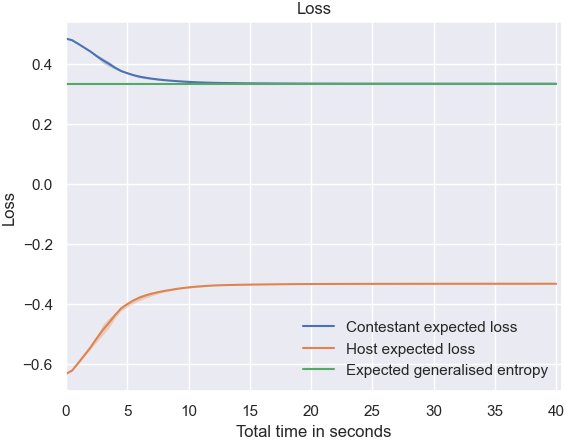 Loss
Loss
0.4
0.2
0.0
−0.2
−0.4
−0.6
Contestant expected loss
Host expected loss
Expected generalised entropy
0 5 10 15 20 25 30 35 40
Total time in seconds